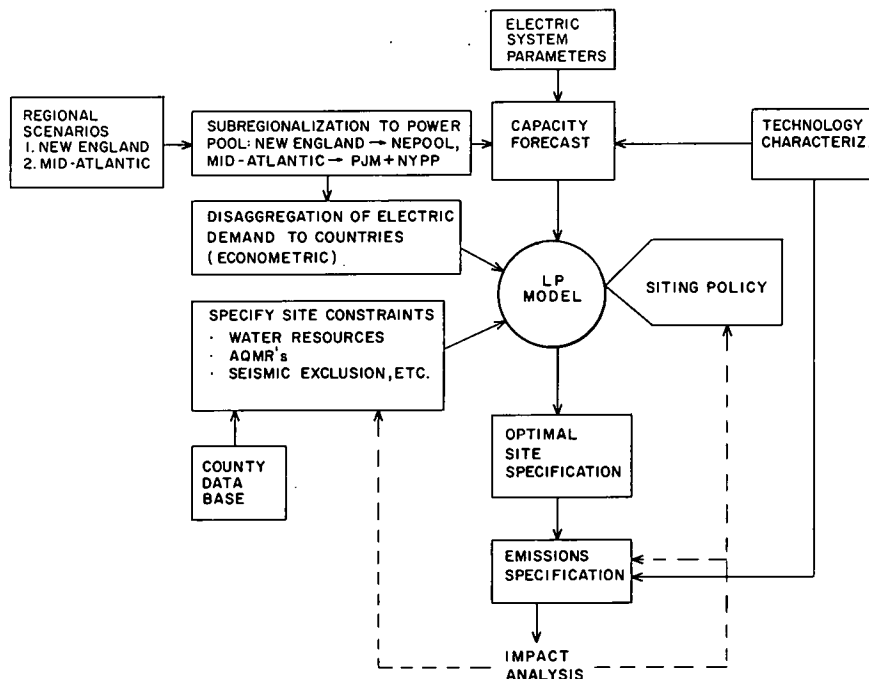 ELECTRIC
SYSTEM
PARAMETERS
REGIONAL
SCENARIOS
1. NEW ENGLAND
2. MID-ATLANTIC
SUBREGIONALIZATION TO POWER
POOL: NEW ENGLAND → NEPOOL,
MID-ATLANTIC → PJM+NYPP
CAPACITY
FORECAST
TECHNOLOGY
CHARACTERIZ
DISAGGREGATION OF ELECTRIC
DEMAND TO COUNTRIES
(ECONOMETRIC)
LP
MODEL
SITING POLICY
SPECIFY SITE CONSTRAINTS
· WATER RESOURCES
· AQMR's
· SEISMIC EXCLUSION, ETC.
COUNTY
DATA
BASE
OPTIMAL
SITE
SPECIFICATION
EMISSIONS
SPECIFICATION
IMPACT
ANALYSIS